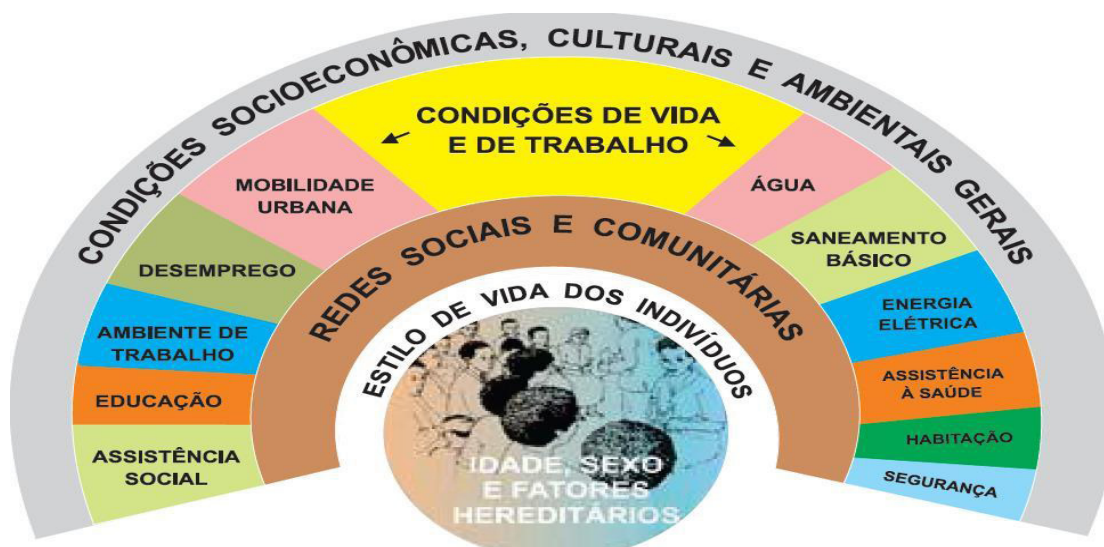 CONDIÇÕES SOCIOECONÔMICAS, CULTURAIS E AMBIENTAIS GERAIS
CONDIÇÕES DE VIDA
E DE TRABALHO
MOBILIDADE
URBANA
ÁGUA
DESEMPREGO
SANEAMENTO
BÁSICO
AMBIENTE DE
TRABALHO
ENERGIA
ELÉTRICA
EDUCAÇÃO
ASSISTÊNCIA
À SAÚDE
ASSISTÊNCIA
SOCIAL
HABITAÇÃO
SEGURANÇA
REDES SOCIAIS E COMUNITÁRIAS
ESTILO DE VIDA DOS INDIVÍDUOS
IDADE, SEXO
E FATORES
HEREDITÁRIOS